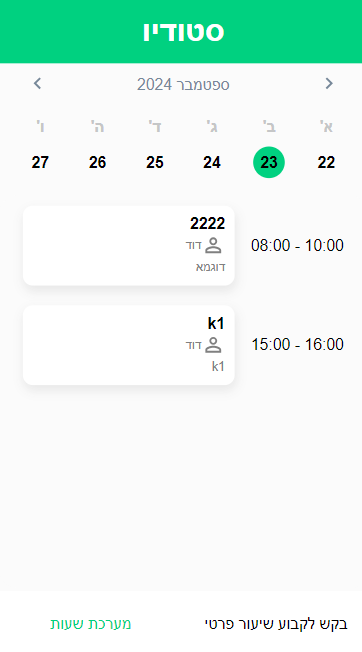 סטודיו
ספטמבר 2024
א' ב' ג' ד' ה' ו'
22 23 24 25 26 27
08:00 - 10:00
2222
דוד
דוגמא
15:00 - 16:00
k1
דוד
k1
בקש לקבוע שיעור פרטי
מערכת שעות